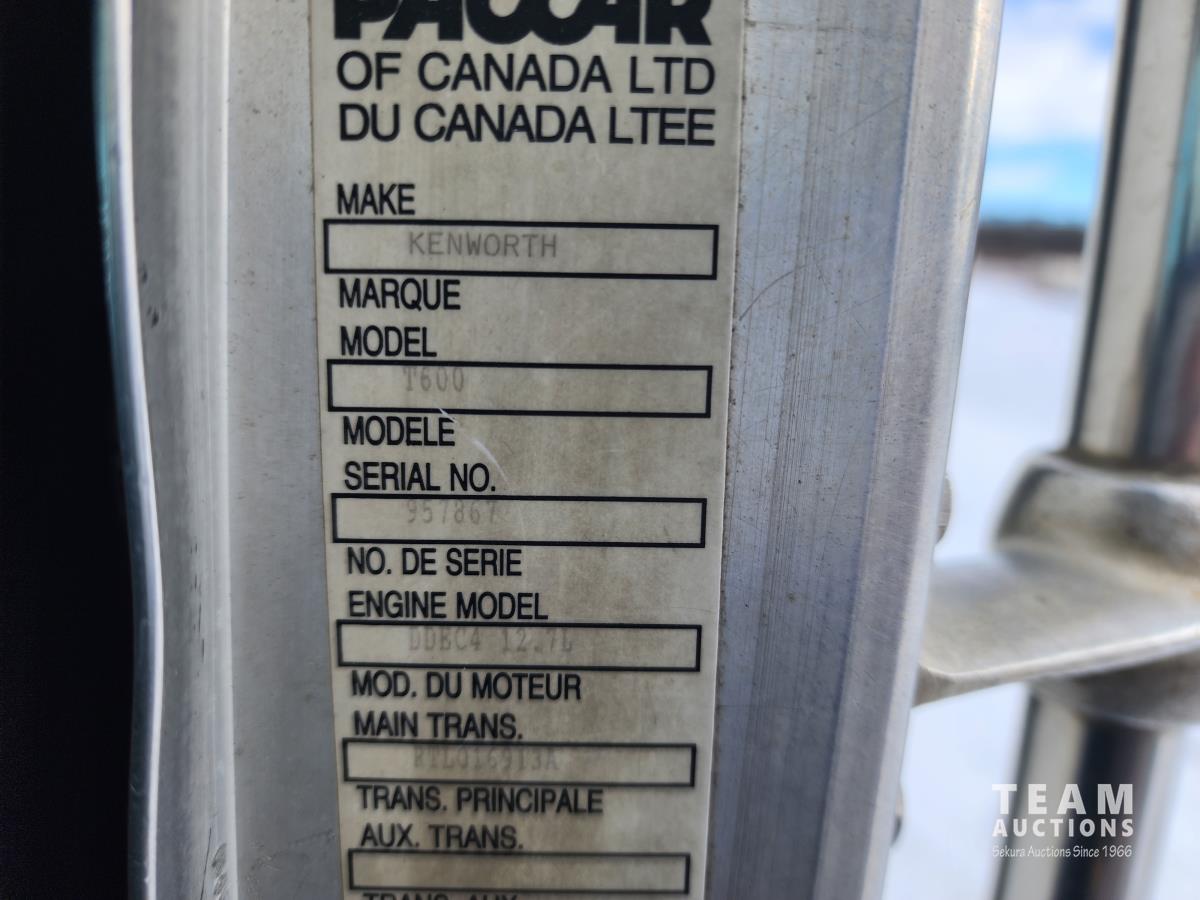 PACCAR
OF CANADA LTD
DU CANADA LTEE
MAKE
KENWORTH
MARQUE
MODEL
T600
MODELE
SERIAL NO.
957867
NO. DE SERIE
ENGINE MODEL
DDEC4 12.7L
MOD. DU MOTEUR
MAIN TRANS.
RTLO16913A
TRANS. PRINCIPALE
AUX. TRANS.
TRANS. AUX.
TEAM
AUCTIONS
Sekura Auctions Since 1966